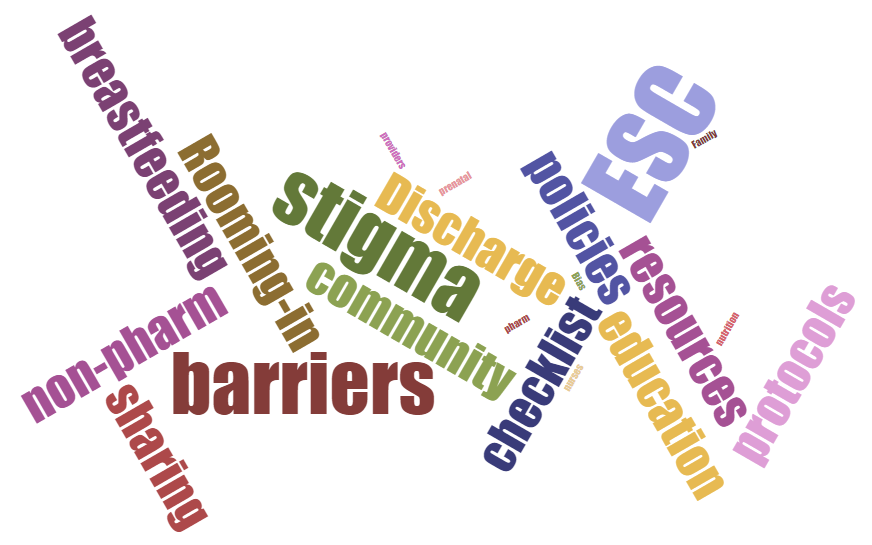 breastfeeding
Rooming-in
providers
prenatal
ESC
Family
stigma
Discharge
policies
resources
community
Bias
non-pharm
pharm
checklist
education
nutrition
protocols
barriers
nurses
sharing